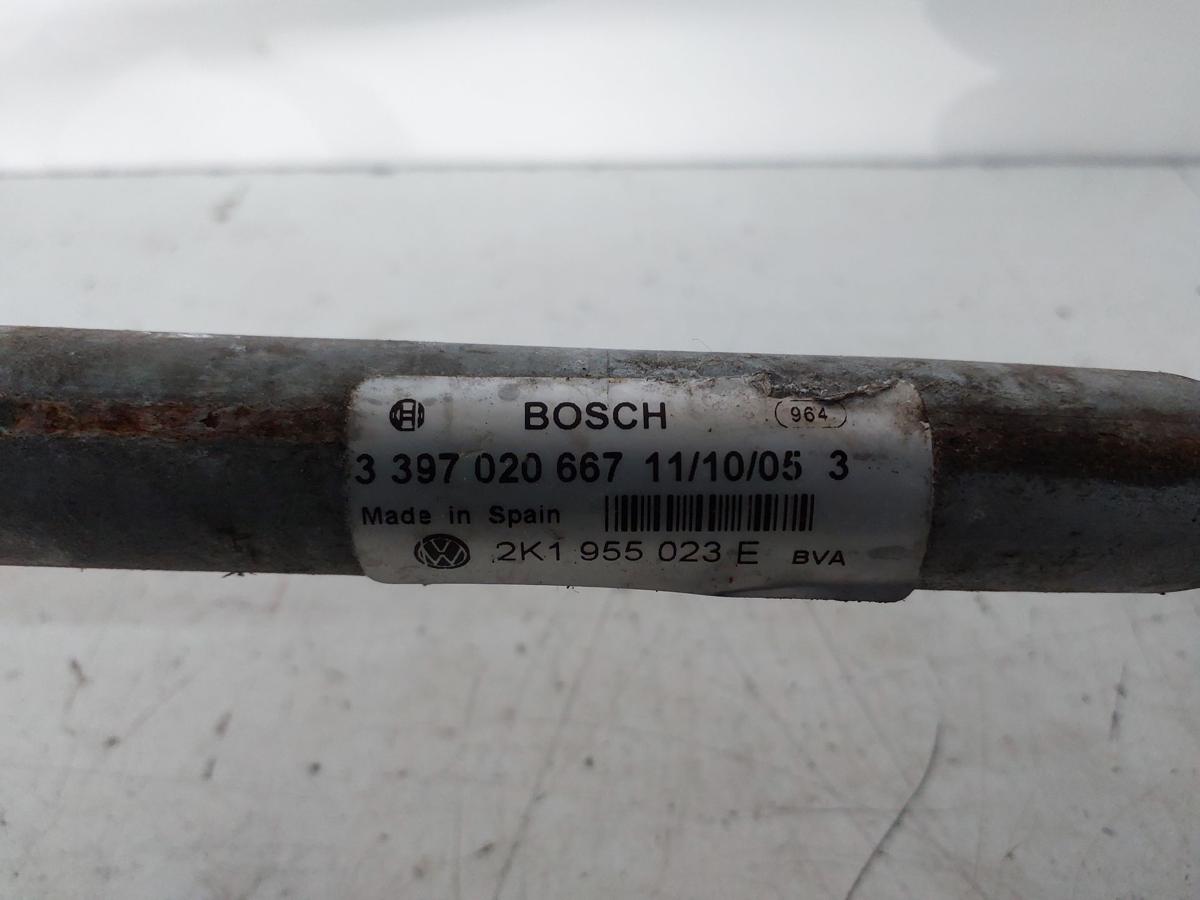 BOSCH 964
3 397 020 667 11/10/05 3
Made in Spain
2K1 955 023 E BVA